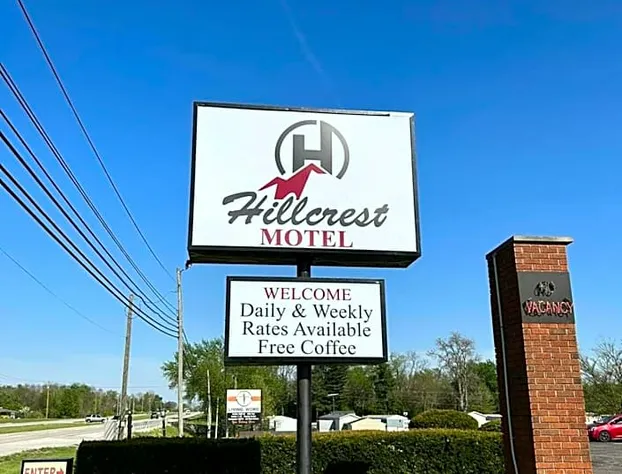 H
Hillcrest
MOTEL
WELCOME
Daily & Weekly
Rates Available
Free Coffee
VACANCY
ENTER